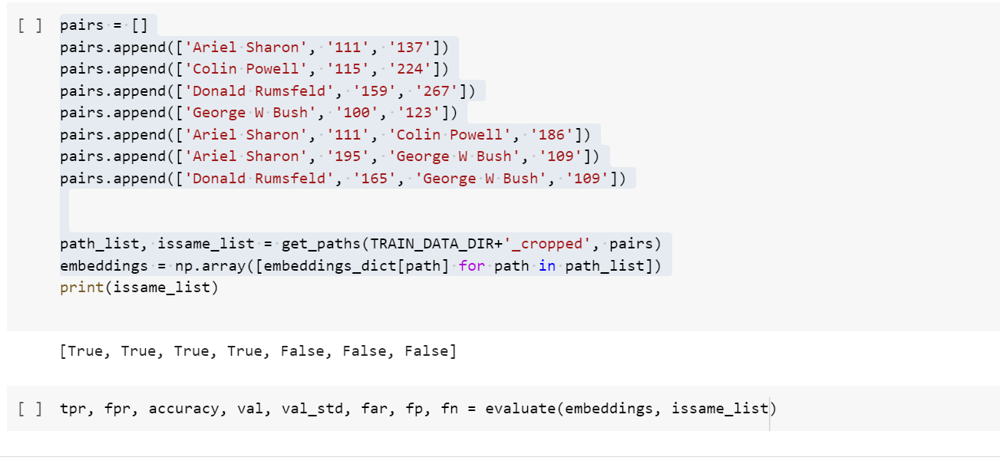 [ ] pairs = []
pairs.append(['Ariel Sharon', '111', '137'])
pairs.append(['Colin Powell', '115', '224'])
pairs.append(['Donald Rumsfeld', '159', '267'])
pairs.append(['George W Bush', '100', '123'])
pairs.append(['Ariel Sharon', '111', 'Colin Powell', '186'])
pairs.append(['Ariel Sharon', '195', 'George W Bush', '109'])
pairs.append(['Donald Rumsfeld', '165', 'George W Bush', '109'])
path_list, issame_list = get_paths(TRAIN_DATA_DIR+'_cropped', pairs)
embeddings = np.array([embeddings_dict[path] for path in path_list])
print(issame_list)
[True, True, True, True, False, False, False]
[ ] tpr, fpr, accuracy, val, val_std, far, fp, fn = evaluate(embeddings, issame_list)